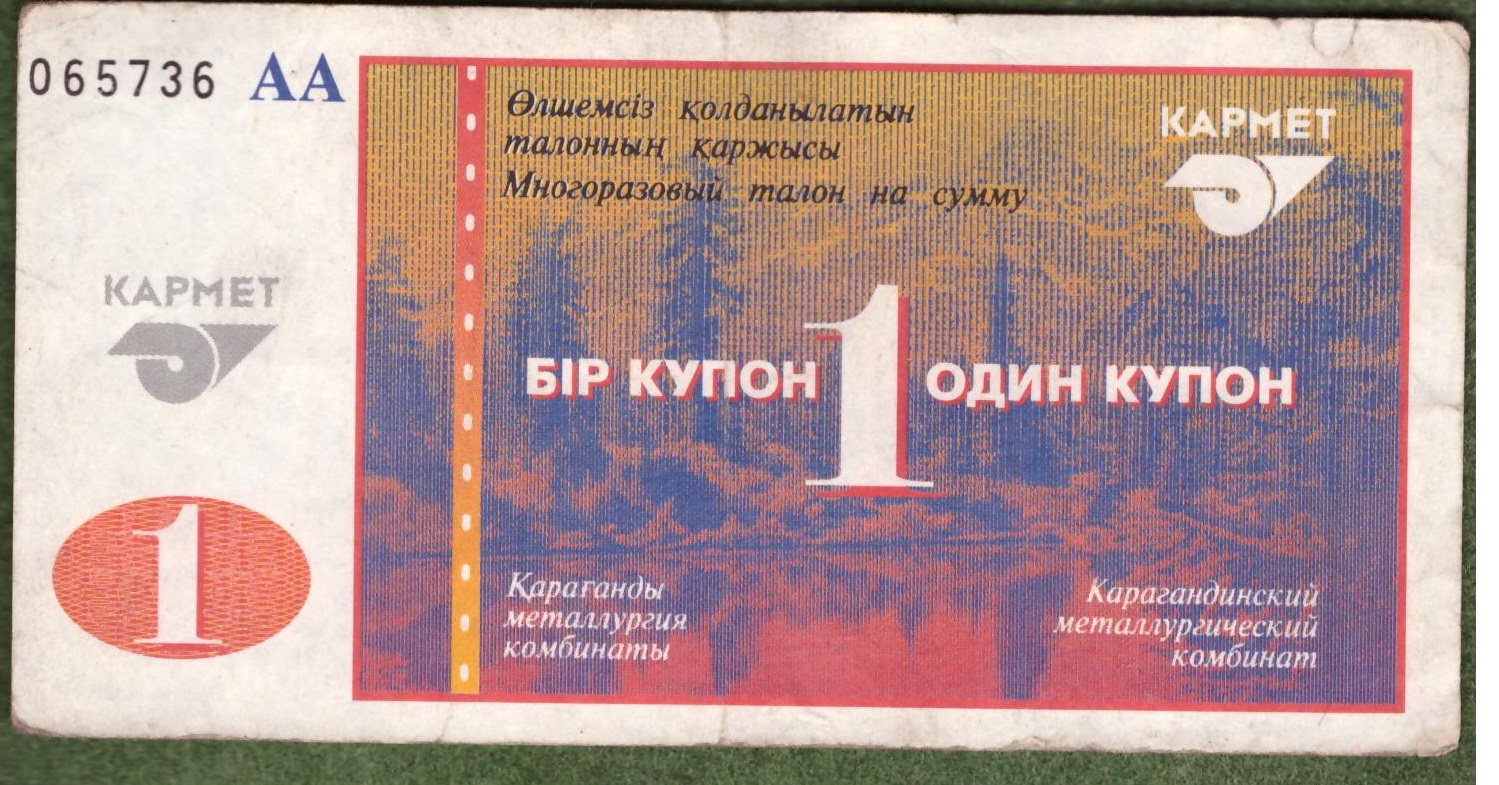 065736 AA
Өлшемсіз қолданылатын
талонның қаржысы
Многоразовый талон на сумму
КАРМЕТ
КАРМЕТ
БІР КУПОН 1 ОДИН КУПОН
1
Қарағанды
металлургия
комбинаты
Карагандинский
металлургический
комбинат